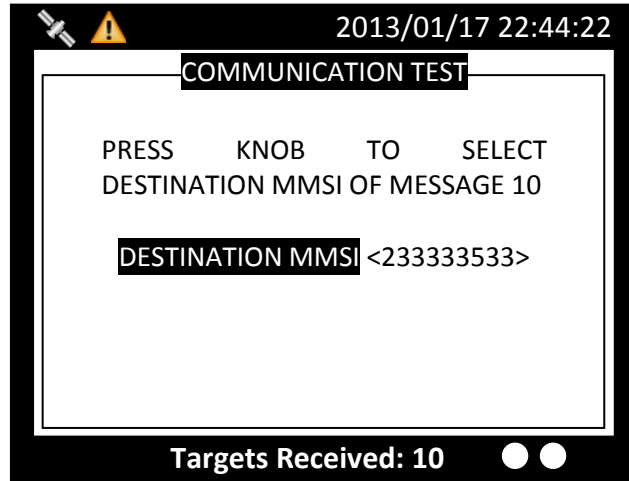 2013/01/17 22:44:22
COMMUNICATION TEST
PRESS KNOB TO SELECT
DESTINATION MMSI OF MESSAGE 10
DESTINATION MMSI <233333533>
Targets Received: 10